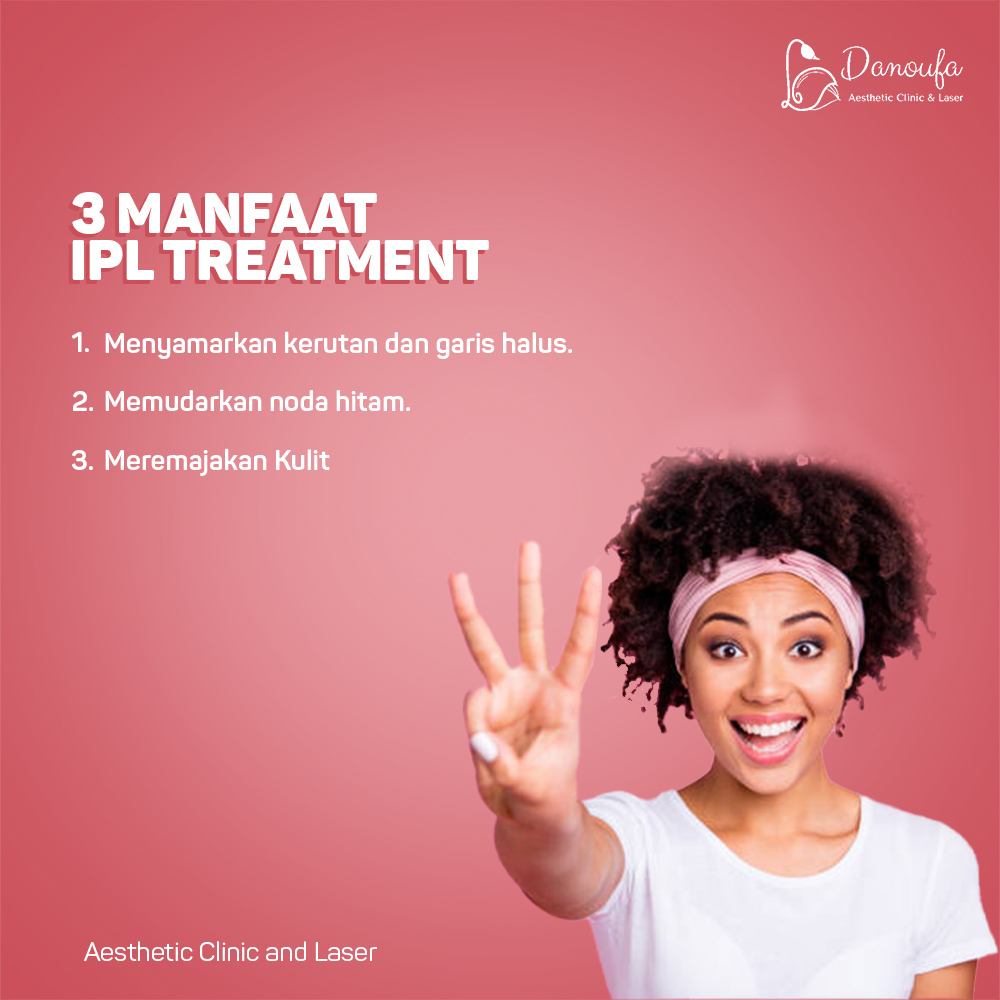 Danoufa
Aesthetic Clinic & Laser
3 MANFAAT
IPL TREATMENT
1. Menyamarkan kerutan dan garis halus.
2. Memudarkan noda hitam.
3. Meremajakan Kulit
Aesthetic Clinic and Laser